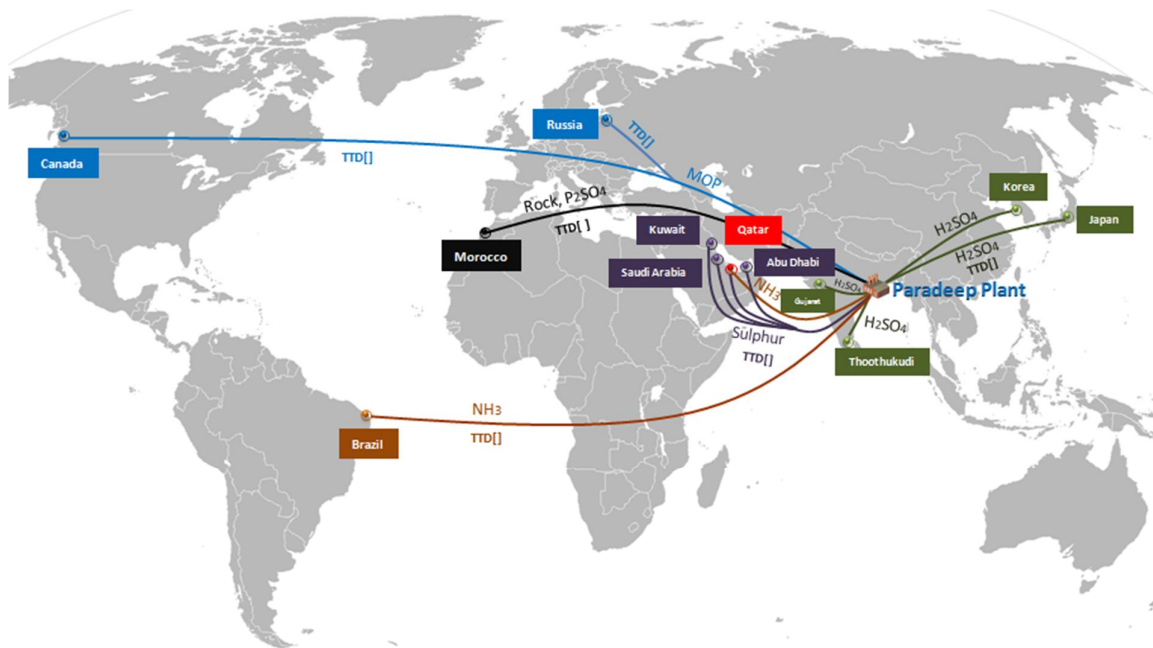 Russia
TTD[]
Canada
TTD[]
MOP
Korea
Rock, P2SO4
TTD[ ]
Kuwait
Qatar
H2SO4
Japan
Morocco
Saudi Arabia
Abu Dhabi
H2SO4
TTD[]
NH3
H2SO4
Gujarat
Paradeep Plant
Sulphur
TTD[]
H2SO4
Thoothukudi
NH3
TTD[]
Brazil